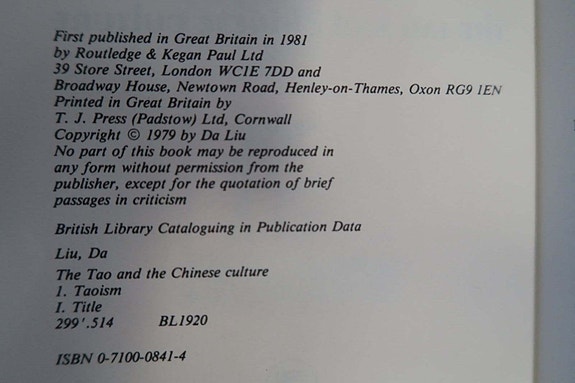 First published in Great Britain in 1981
by Routledge & Kegan Paul Ltd
39 Store Street, London WC1E 7DD and
Broadway House, Newtown Road, Henley-on-Thames, Oxon RG9 1EN
Printed in Great Britain by
T. J. Press (Padstow) Ltd, Cornwall
Copyright © 1979 by Da Liu
No part of this book may be reproduced in
any form without permission from the
publisher, except for the quotation of brief
passages in criticism
British Library Cataloguing in Publication Data
Liu, Da
The Tao and the Chinese culture
1. Taoism
I. Title
299'.514 BL1920
ISBN 0-7100-0841-4